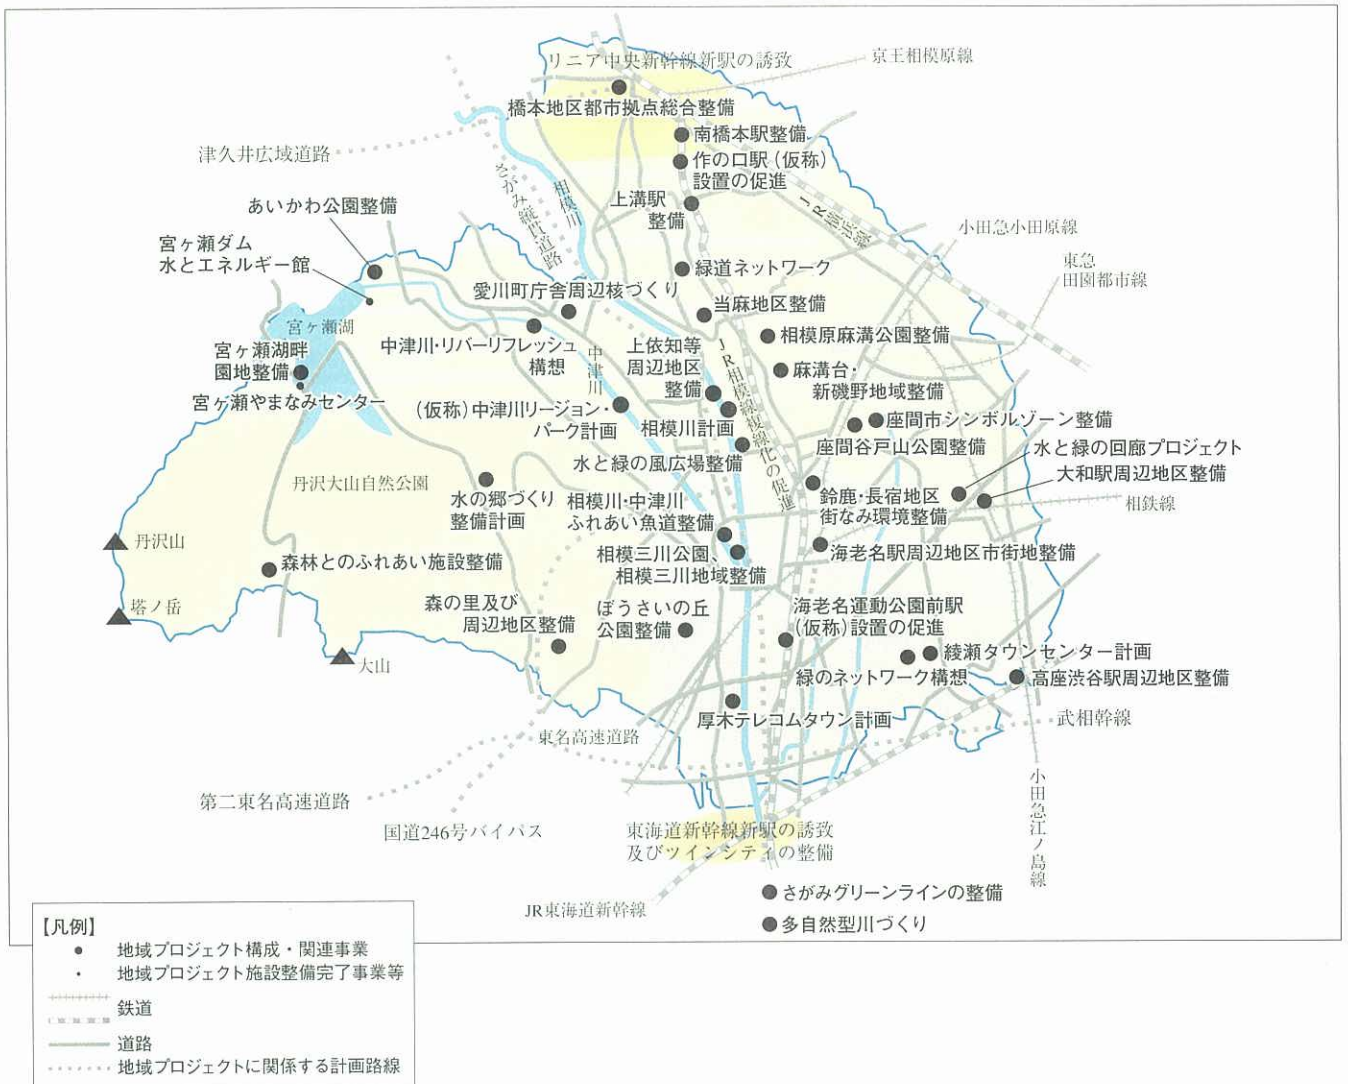 リニア中央新幹線新駅の誘致
京王相模原線
橋本地区都市拠点総合整備
南橋本駅整備
津久井広域道路
作の口駅(仮称)
設置の促進
さがみ縦貫道路
相模川
上溝駅
整備
JR横浜線
あいかわ公園整備
小田急小田原線
宮ヶ瀬ダム
水とエネルギー館
東急
田園都市線
緑道ネットワーク
愛川町庁舎周辺核づくり
当麻地区整備
宮ヶ瀬湖
相模原麻溝公園整備
宮ヶ瀬湖畔
園地整備
中津川・リバーリフレッシュ
構想
中津川
上依知等
周辺地区
整備
JR相模線複線化の促進
麻溝台・
新磯野地域整備
宮ヶ瀬やまなみセンター
(仮称)中津川リージョン・
パーク計画
相模川計画
座間市シンボルゾーン整備
座間谷戸山公園整備
水と緑の回廊プロジェクト
水と緑の風広場整備
大和駅周辺地区整備
丹沢大山自然公園
水の郷づくり
整備計画
相模川・中津川
ふれあい魚道整備
鈴鹿・長宿地区
街なみ環境整備
相鉄線
丹沢山
森林とのふれあい施設整備
相模三川公園、
相模三川地域整備
海老名駅周辺地区市街地整備
塔ノ岳
森の里及び
周辺地区整備
ぼうさいの丘
公園整備
海老名運動公園前駅
(仮称)設置の促進
大山
綾瀬タウンセンター計画
緑のネットワーク構想
高座渋谷駅周辺地区整備
厚木テレコムタウン計画
武相幹線
東名高速道路
第二東名高速道路
国道246号バイパス
東海道新幹線新駅の誘致
及びツインシティの整備
小田急江ノ島線
さがみグリーンラインの整備
JR東海道新幹線
多自然型川づくり
【凡例】
地域プロジェクト構成・関連事業
地域プロジェクト施設整備完了事業等
鉄道
道路
地域プロジェクトに関係する計画路線